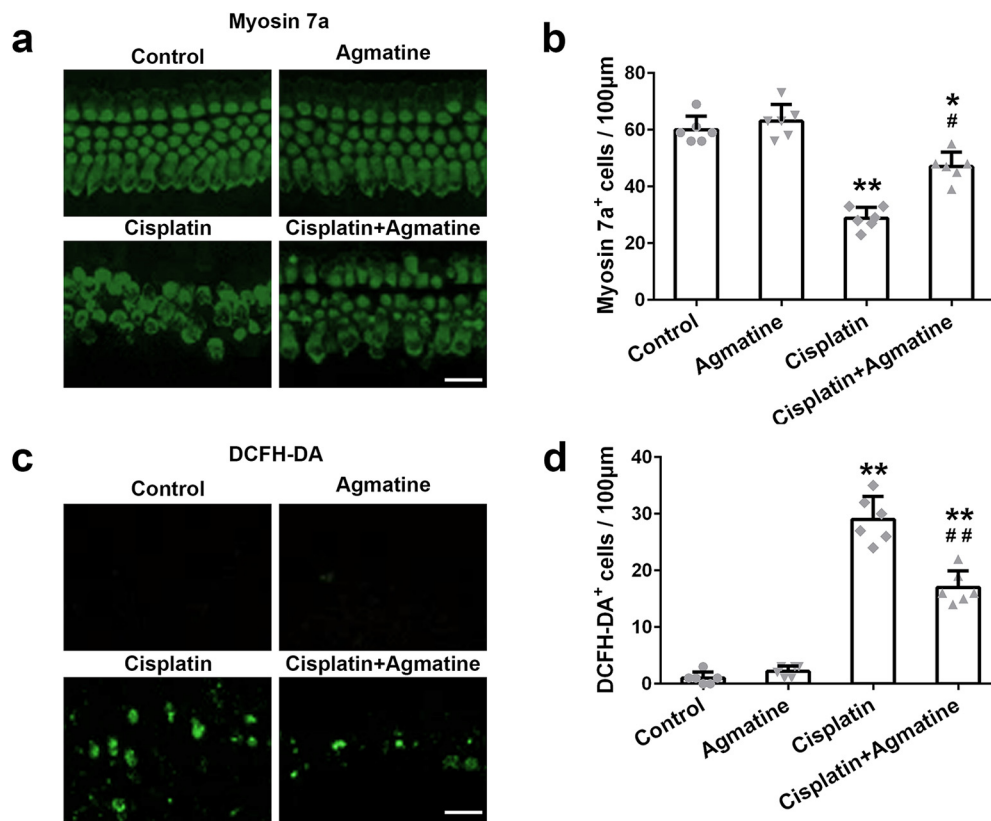 a
Myosin 7a
Control
Agmatine
Cisplatin
Cisplatin+Agmatine
b
Myosin 7a⁺ cells / 100μm
80
60
40
20
0
**
*
#
Control
Agmatine
Cisplatin
Cisplatin+Agmatine
c
DCFH-DA
Control
Agmatine
Cisplatin
Cisplatin+Agmatine
d
DCFH-DA⁺ cells / 100μm
40
30
20
10
0
**
**
##
Control
Agmatine
Cisplatin
Cisplatin+Agmatine